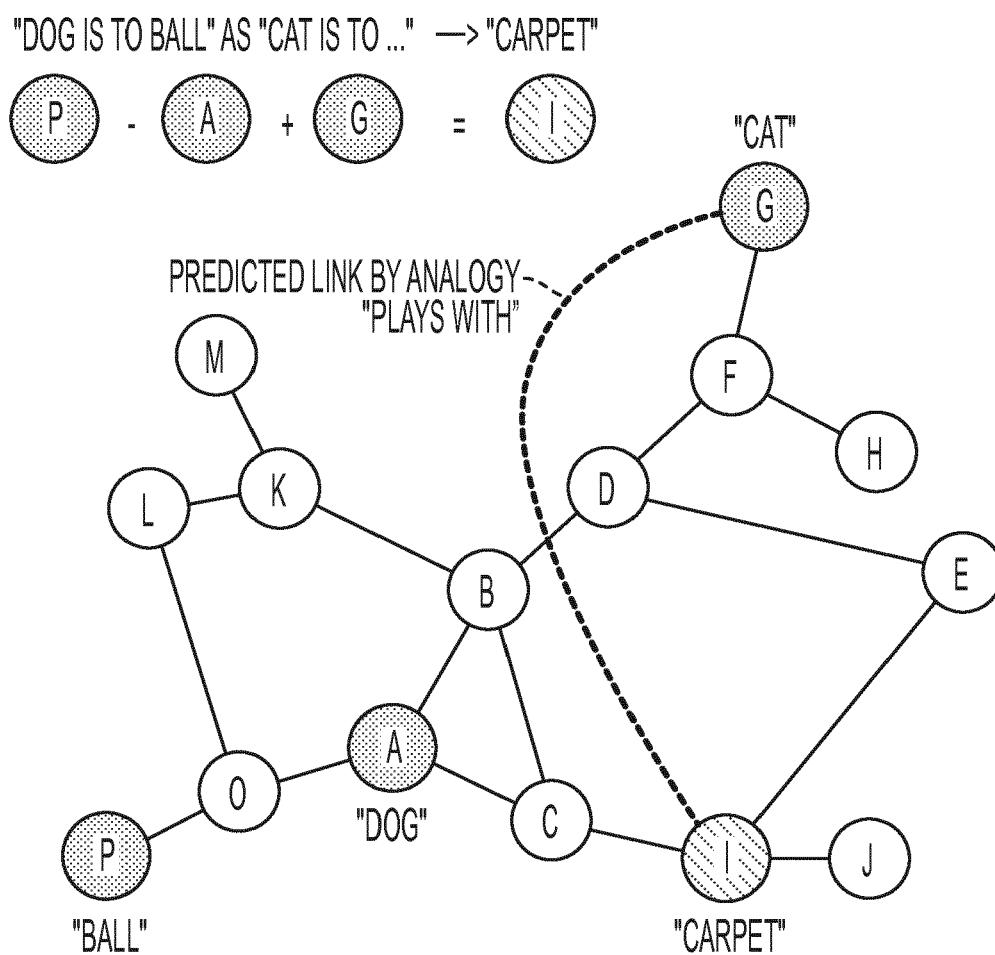 "DOG IS TO BALL" AS "CAT IS TO ..." —> "CARPET"
P - A + G = I
"CAT"
G
PREDICTED LINK BY ANALOGY
"PLAYS WITH"
M
F
H
K
D
L
E
B
A
O
C
"DOG"
P
I
J
"BALL"
"CARPET"